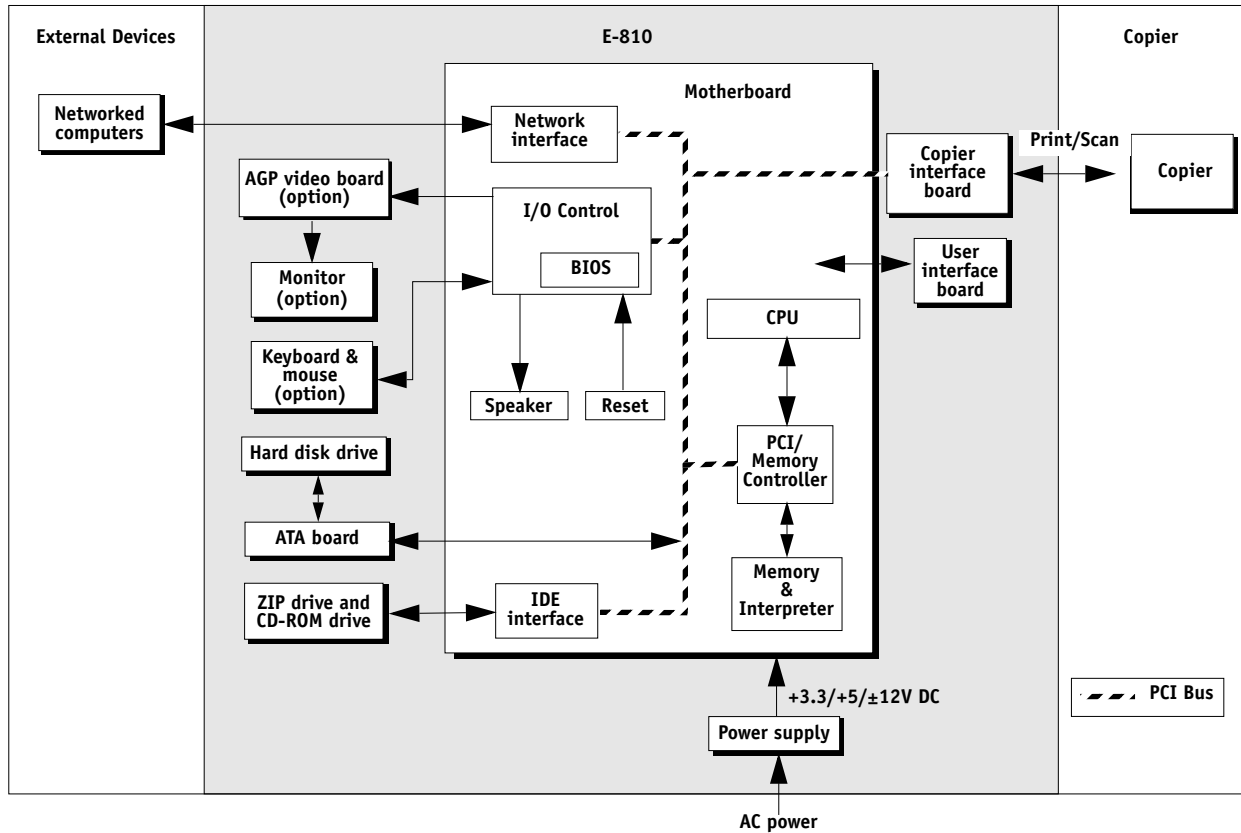 External Devices
E-810
Copier
Motherboard
Networked
computers
Network
interface
Copier
interface
board
Print/Scan
Copier
AGP video board
(option)
I/O Control
BIOS
User
interface
board
Monitor
(option)
CPU
Keyboard &
mouse
(option)
Speaker
Reset
Hard disk drive
PCI/
Memory
Controller
ATA board
ZIP drive and
CD-ROM drive
IDE
interface
Memory
&
Interpreter
+3.3/+5/±12V DC
PCI Bus
Power supply
AC power